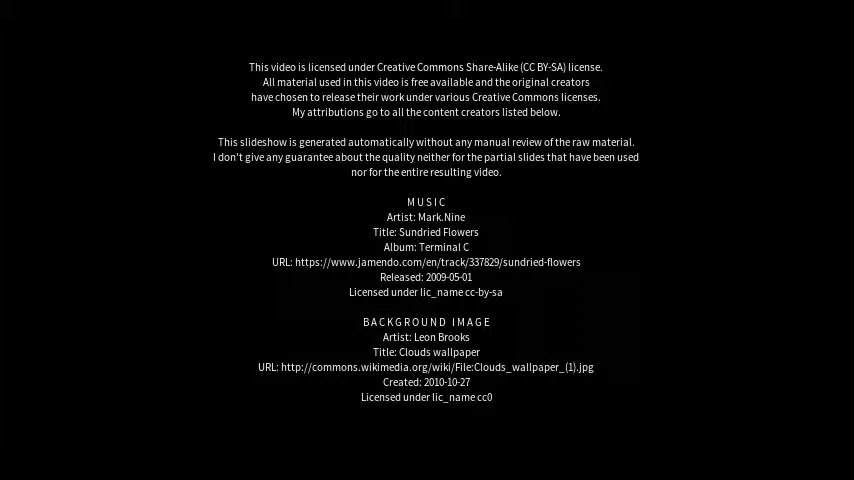 This video is licensed under Creative Commons Share-Alike (CC BY-SA) license.
All material used in this video is free available and the original creators
have chosen to release their work under various Creative Commons licenses.
My attributions go to all the content creators listed below.
This slideshow is generated automatically without any manual review of the raw material.
I don't give any guarantee about the quality neither for the partial slides that have been used
nor for the entire resulting video.
MUSIC
Artist: Mark.Nine
Title: Sundried Flowers
Album: Terminal C
URL: https://www.jamendo.com/en/track/337829/sundried-flowers
Released: 2009-05-01
Licensed under lic_name cc-by-sa
BACKGROUND IMAGE
Artist: Leon Brooks
Title: Clouds wallpaper
URL: http://commons.wikimedia.org/wiki/File:Clouds_wallpaper_(1).jpg
Created: 2010-10-27
Licensed under lic_name cc0